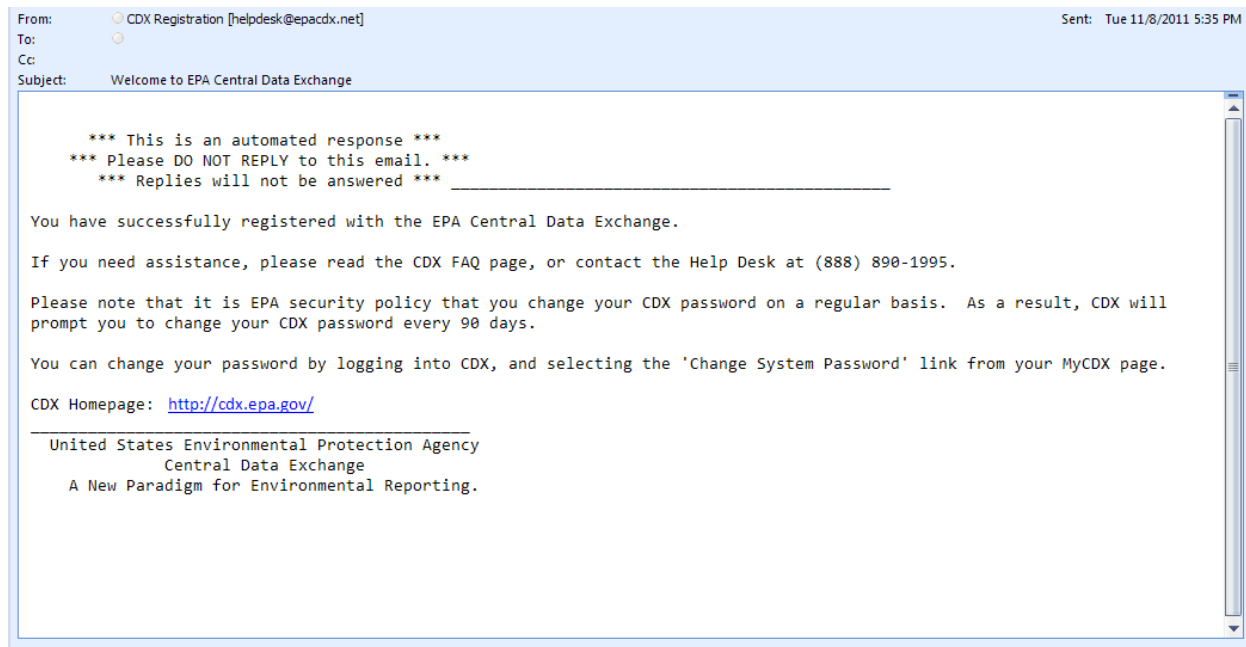 From: CDX Registration [helpdesk@epacdx.net] Sent: Tue 11/8/2011 5:35 PM
To:
Cc:
Subject: Welcome to EPA Central Data Exchange
*** This is an automated response ***
*** Please DO NOT REPLY to this email. ***
*** Replies will not be answered *** ______________________________________________
You have successfully registered with the EPA Central Data Exchange.
If you need assistance, please read the CDX FAQ page, or contact the Help Desk at (888) 890-1995.
Please note that it is EPA security policy that you change your CDX password on a regular basis.  As a result, CDX will
prompt you to change your CDX password every 90 days.
You can change your password by logging into CDX, and selecting the 'Change System Password' link from your MyCDX page.
CDX Homepage: http://cdx.epa.gov/
______________________________________________
United States Environmental Protection Agency
Central Data Exchange
A New Paradigm for Environmental Reporting.